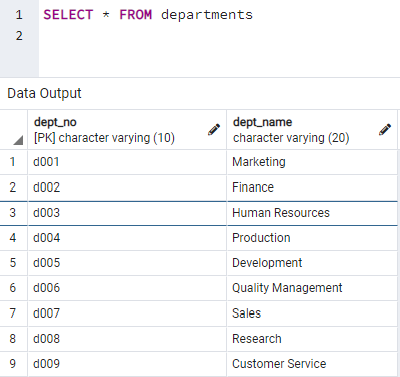 1 SELECT * FROM departments
2
Data Output
dept_no dept_name
[PK] character varying (10) character varying (20)
1 d001 Marketing
2 d002 Finance
3 d003 Human Resources
4 d004 Production
5 d005 Development
6 d006 Quality Management
7 d007 Sales
8 d008 Research
9 d009 Customer Service